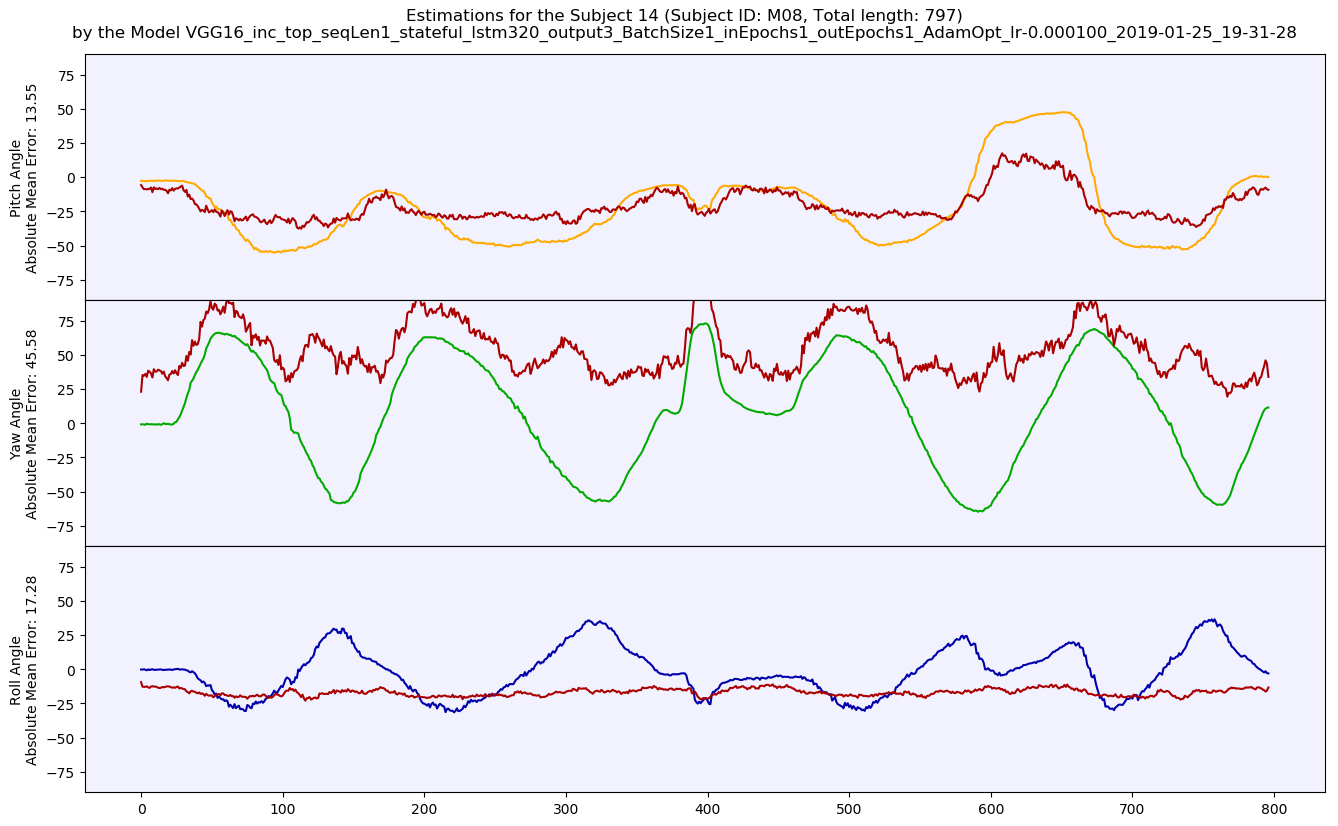 Estimations for the Subject 14 (Subject ID: M08, Total length: 797)
by the Model VGG16_inc_top_seqLen1_stateful_lstm320_output3_BatchSize1_inEpochs1_outEpochs1_AdamOpt_lr-0.000100_2019-01-25_19-31-28
Pitch Angle
Absolute Mean Error: 13.55
75
50
25
0
−25
−50
−75
Yaw Angle
Absolute Mean Error: 45.58
75
50
25
0
−25
−50
−75
Roll Angle
Absolute Mean Error: 17.28
75
50
25
0
−25
−50
−75
0 100 200 300 400 500 600 700 800